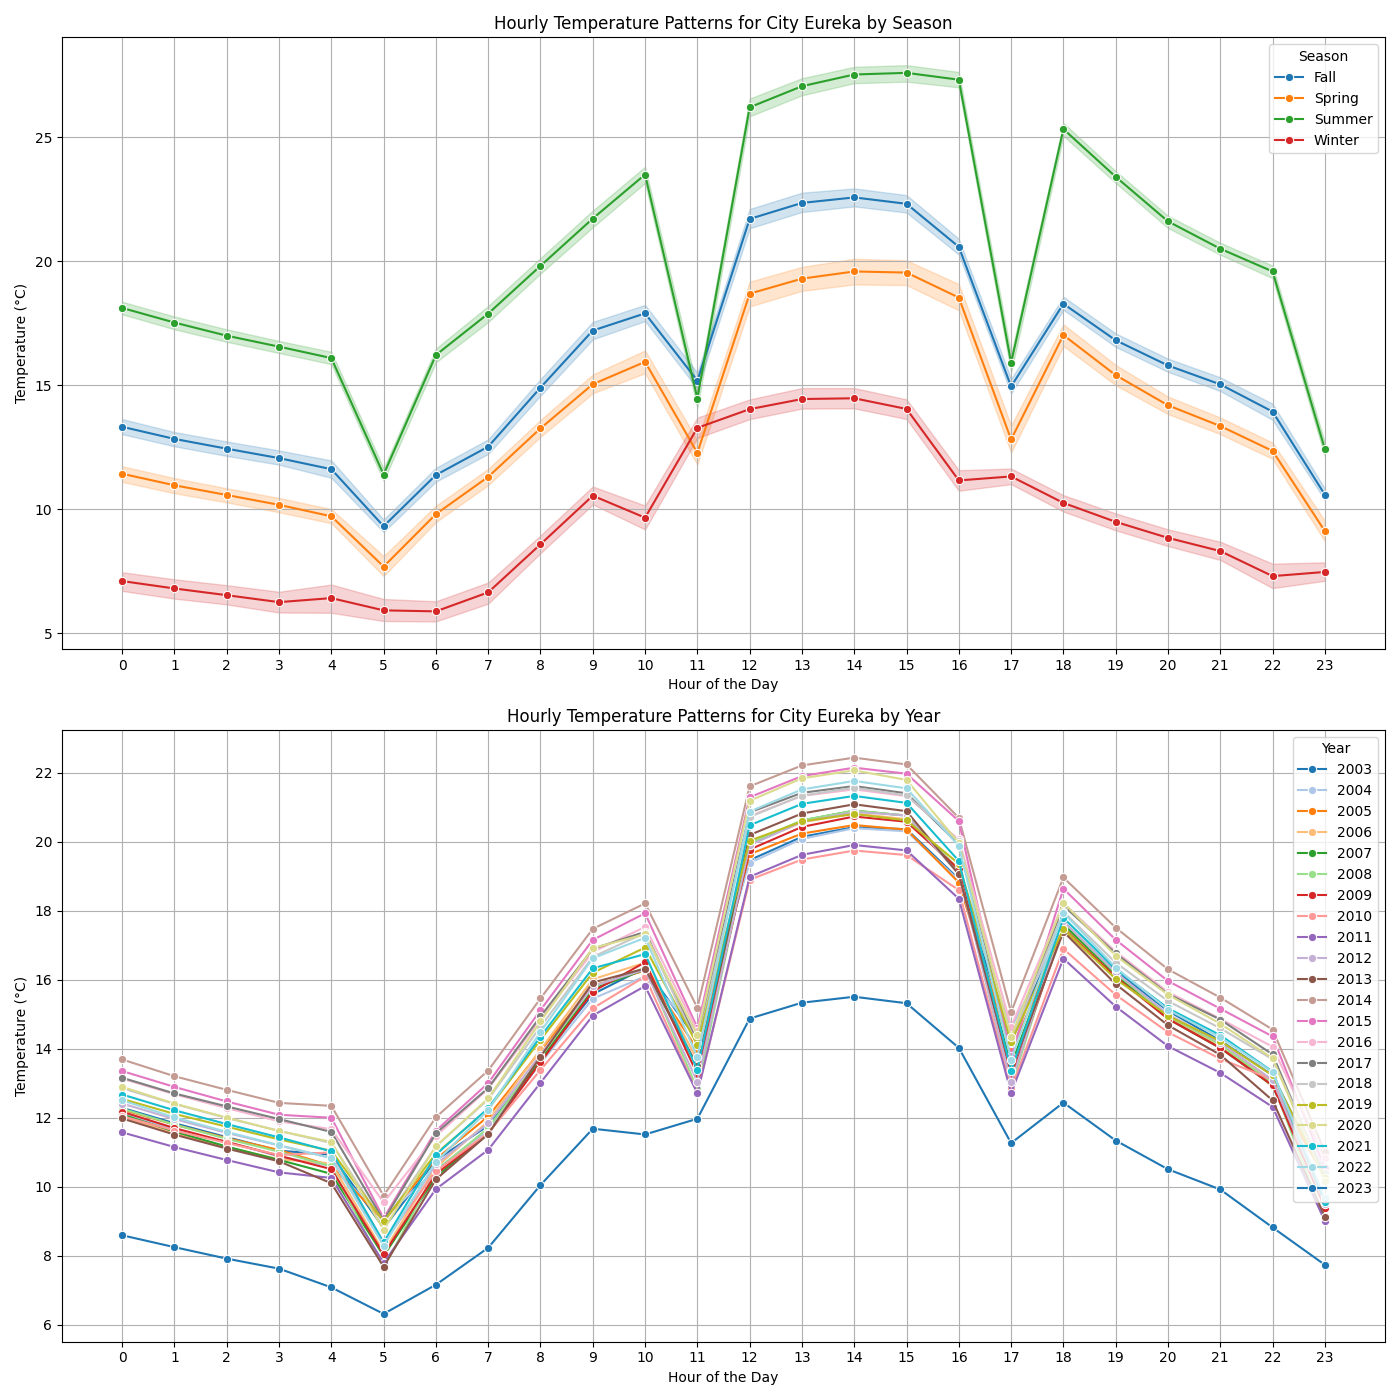 Hourly Temperature Patterns for City Eureka by Season
Temperature (°C)
25
20
15
10
5
Season
Fall
Spring
Summer
Winter
0 1 2 3 4 5 6 7 8 9 10 11 12 13 14 15 16 17 18 19 20 21 22 23
Hour of the Day
Hourly Temperature Patterns for City Eureka by Year
Temperature (°C)
22
20
18
16
14
12
10
8
6
Year
2003
2004
2005
2006
2007
2008
2009
2010
2011
2012
2013
2014
2015
2016
2017
2018
2019
2020
2021
2022
2023
0 1 2 3 4 5 6 7 8 9 10 11 12 13 14 15 16 17 18 19 20 21 22 23
Hour of the Day